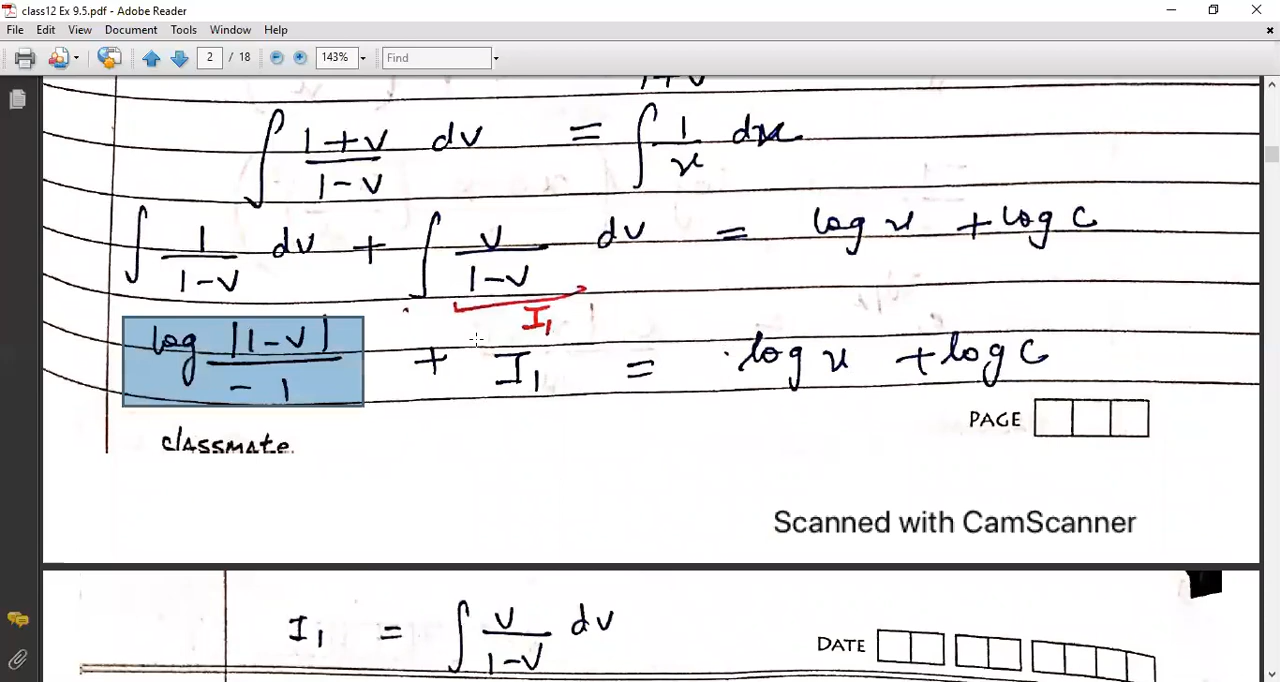 class12 Ex 9.5.pdf - Adobe Reader
File Edit View Document Tools Window Help
2 / 18 143% Find
1+v
∫ 1+v/1-v dv = ∫ 1/x dx
∫ 1/1-v dv + ∫ v/1-v dv = log x + log C
I₁
log |1-v|/-1 + I₁ = log x + log C
PAGE
classmate
Scanned with CamScanner
I₁ = ∫ v/1-v dv
DATE